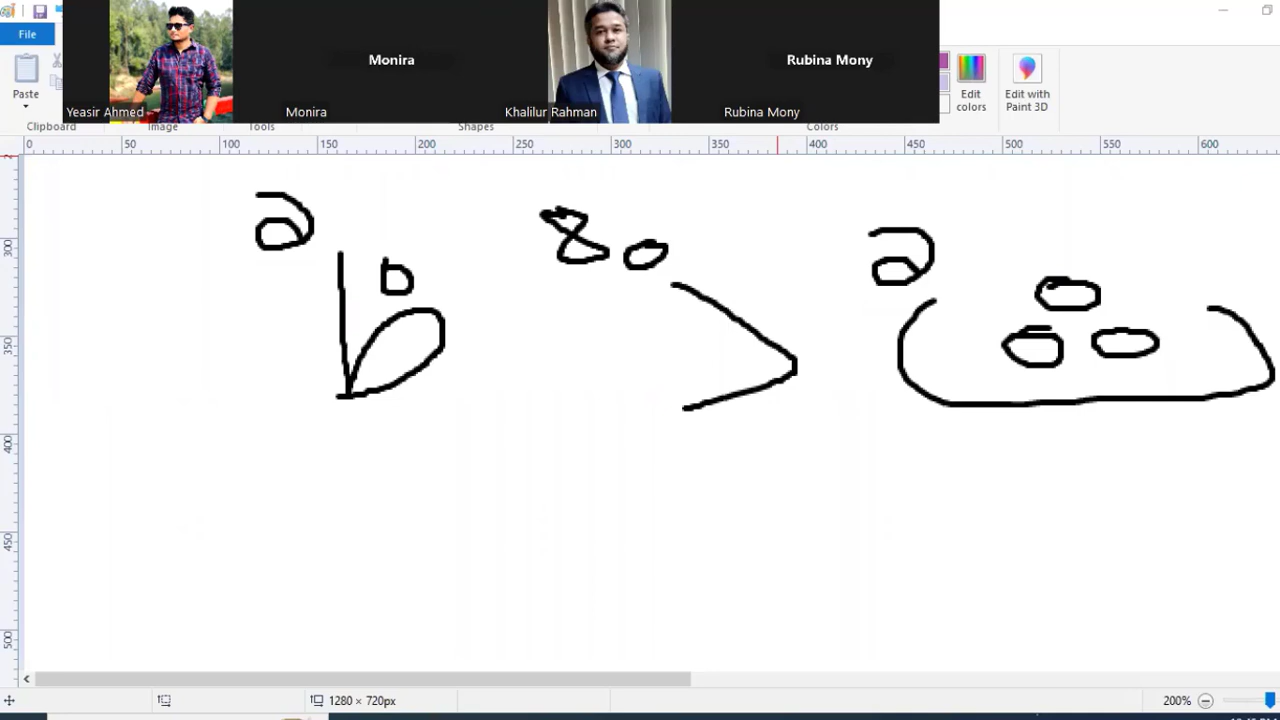 File
Monira
Rubina Mony
Paste
Edit colors
Edit with Paint 3D
Yeasir Ahmed
Monira
Khalilur Rahman
Rubina Mony
Clipboard
Image
Tools
Shapes
Colors
0 50 100 150 200 250 300 350 400 450 500 550 600
300
350
400
450
500
1280 × 720px
200%